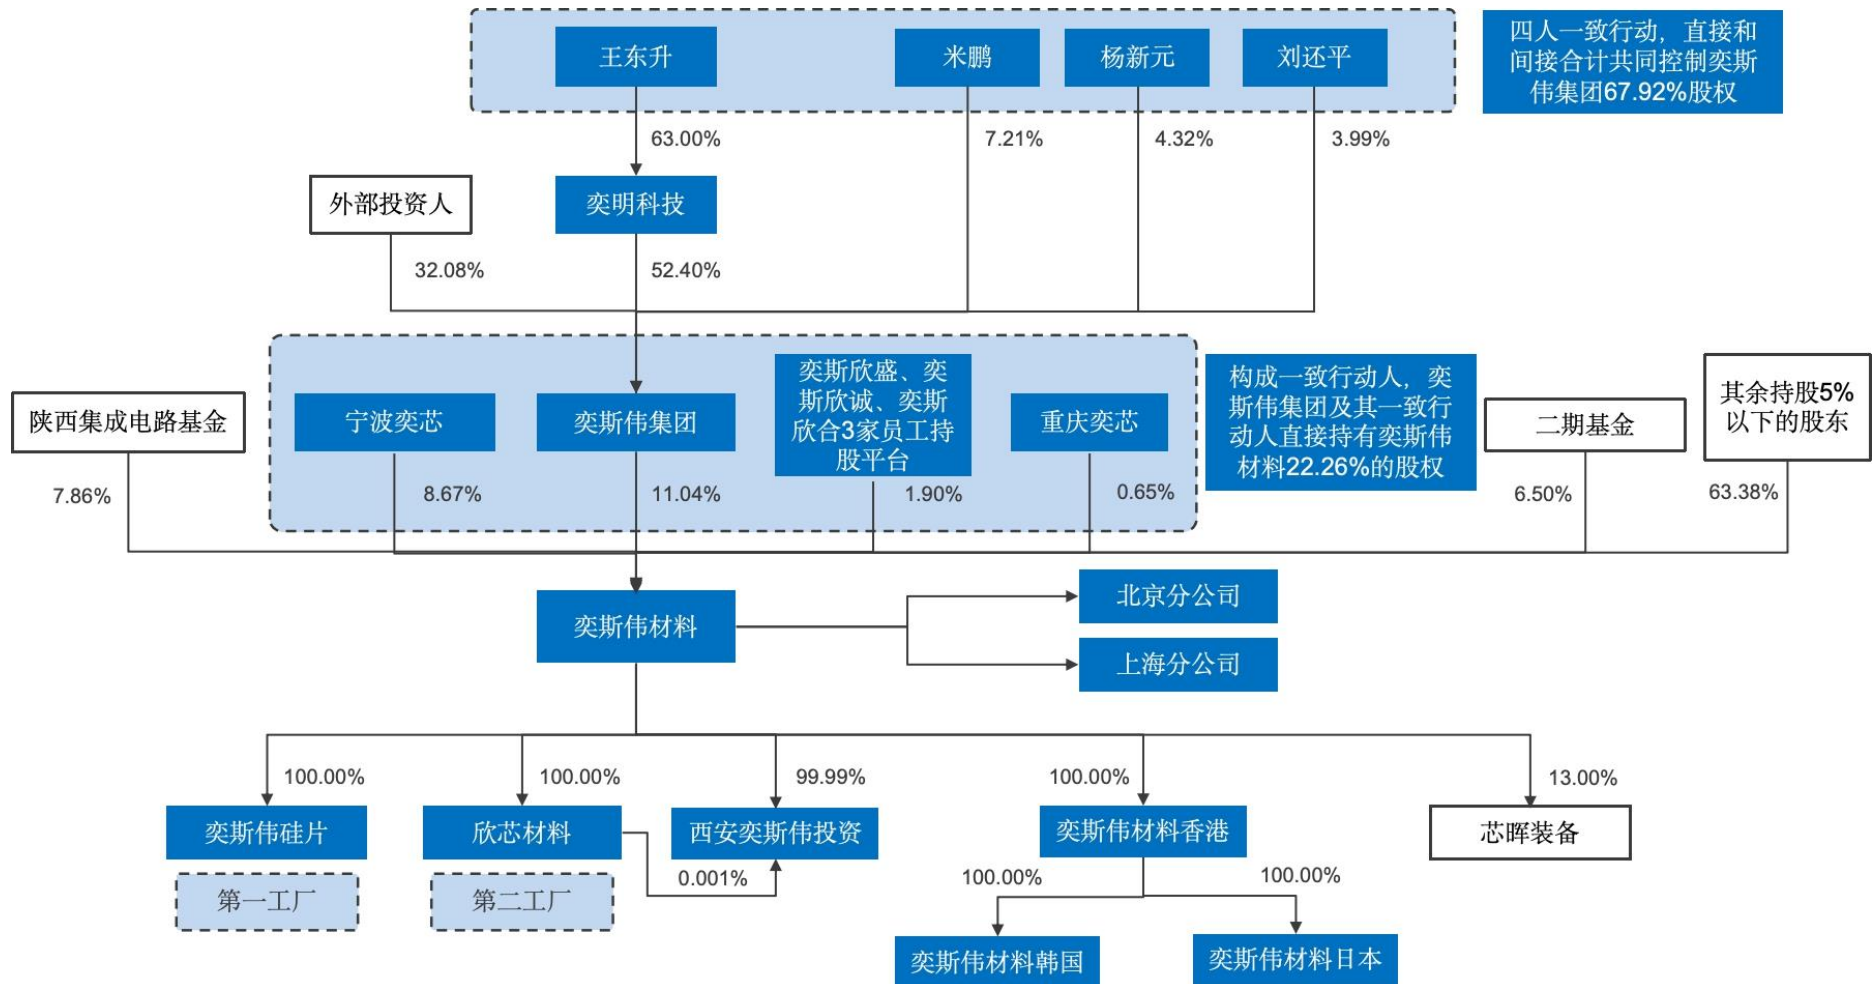 王东升
米鹏
杨新元
刘还平
四人一致行动，直接和
间接合计共同控制奕斯
伟集团67.92%股权
63.00%
7.21%
4.32%
3.99%
外部投资人
奕明科技
32.08%
52.40%
陕西集成电路基金
宁波奕芯
奕斯伟集团
奕斯欣盛、奕
斯欣诚、奕斯
欣合3家员工持
股平台
重庆奕芯
构成一致行动人，奕
斯伟集团及其一致行
动人直接持有奕斯伟
材料22.26%的股权
二期基金
其余持股5%
以下的股东
7.86%
8.67%
11.04%
1.90%
0.65%
6.50%
63.38%
奕斯伟材料
北京分公司
上海分公司
100.00%
100.00%
99.99%
100.00%
13.00%
奕斯伟硅片
欣芯材料
西安奕斯伟投资
奕斯伟材料香港
芯晖装备
第一工厂
第二工厂
0.001%
100.00%
100.00%
奕斯伟材料韩国
奕斯伟材料日本